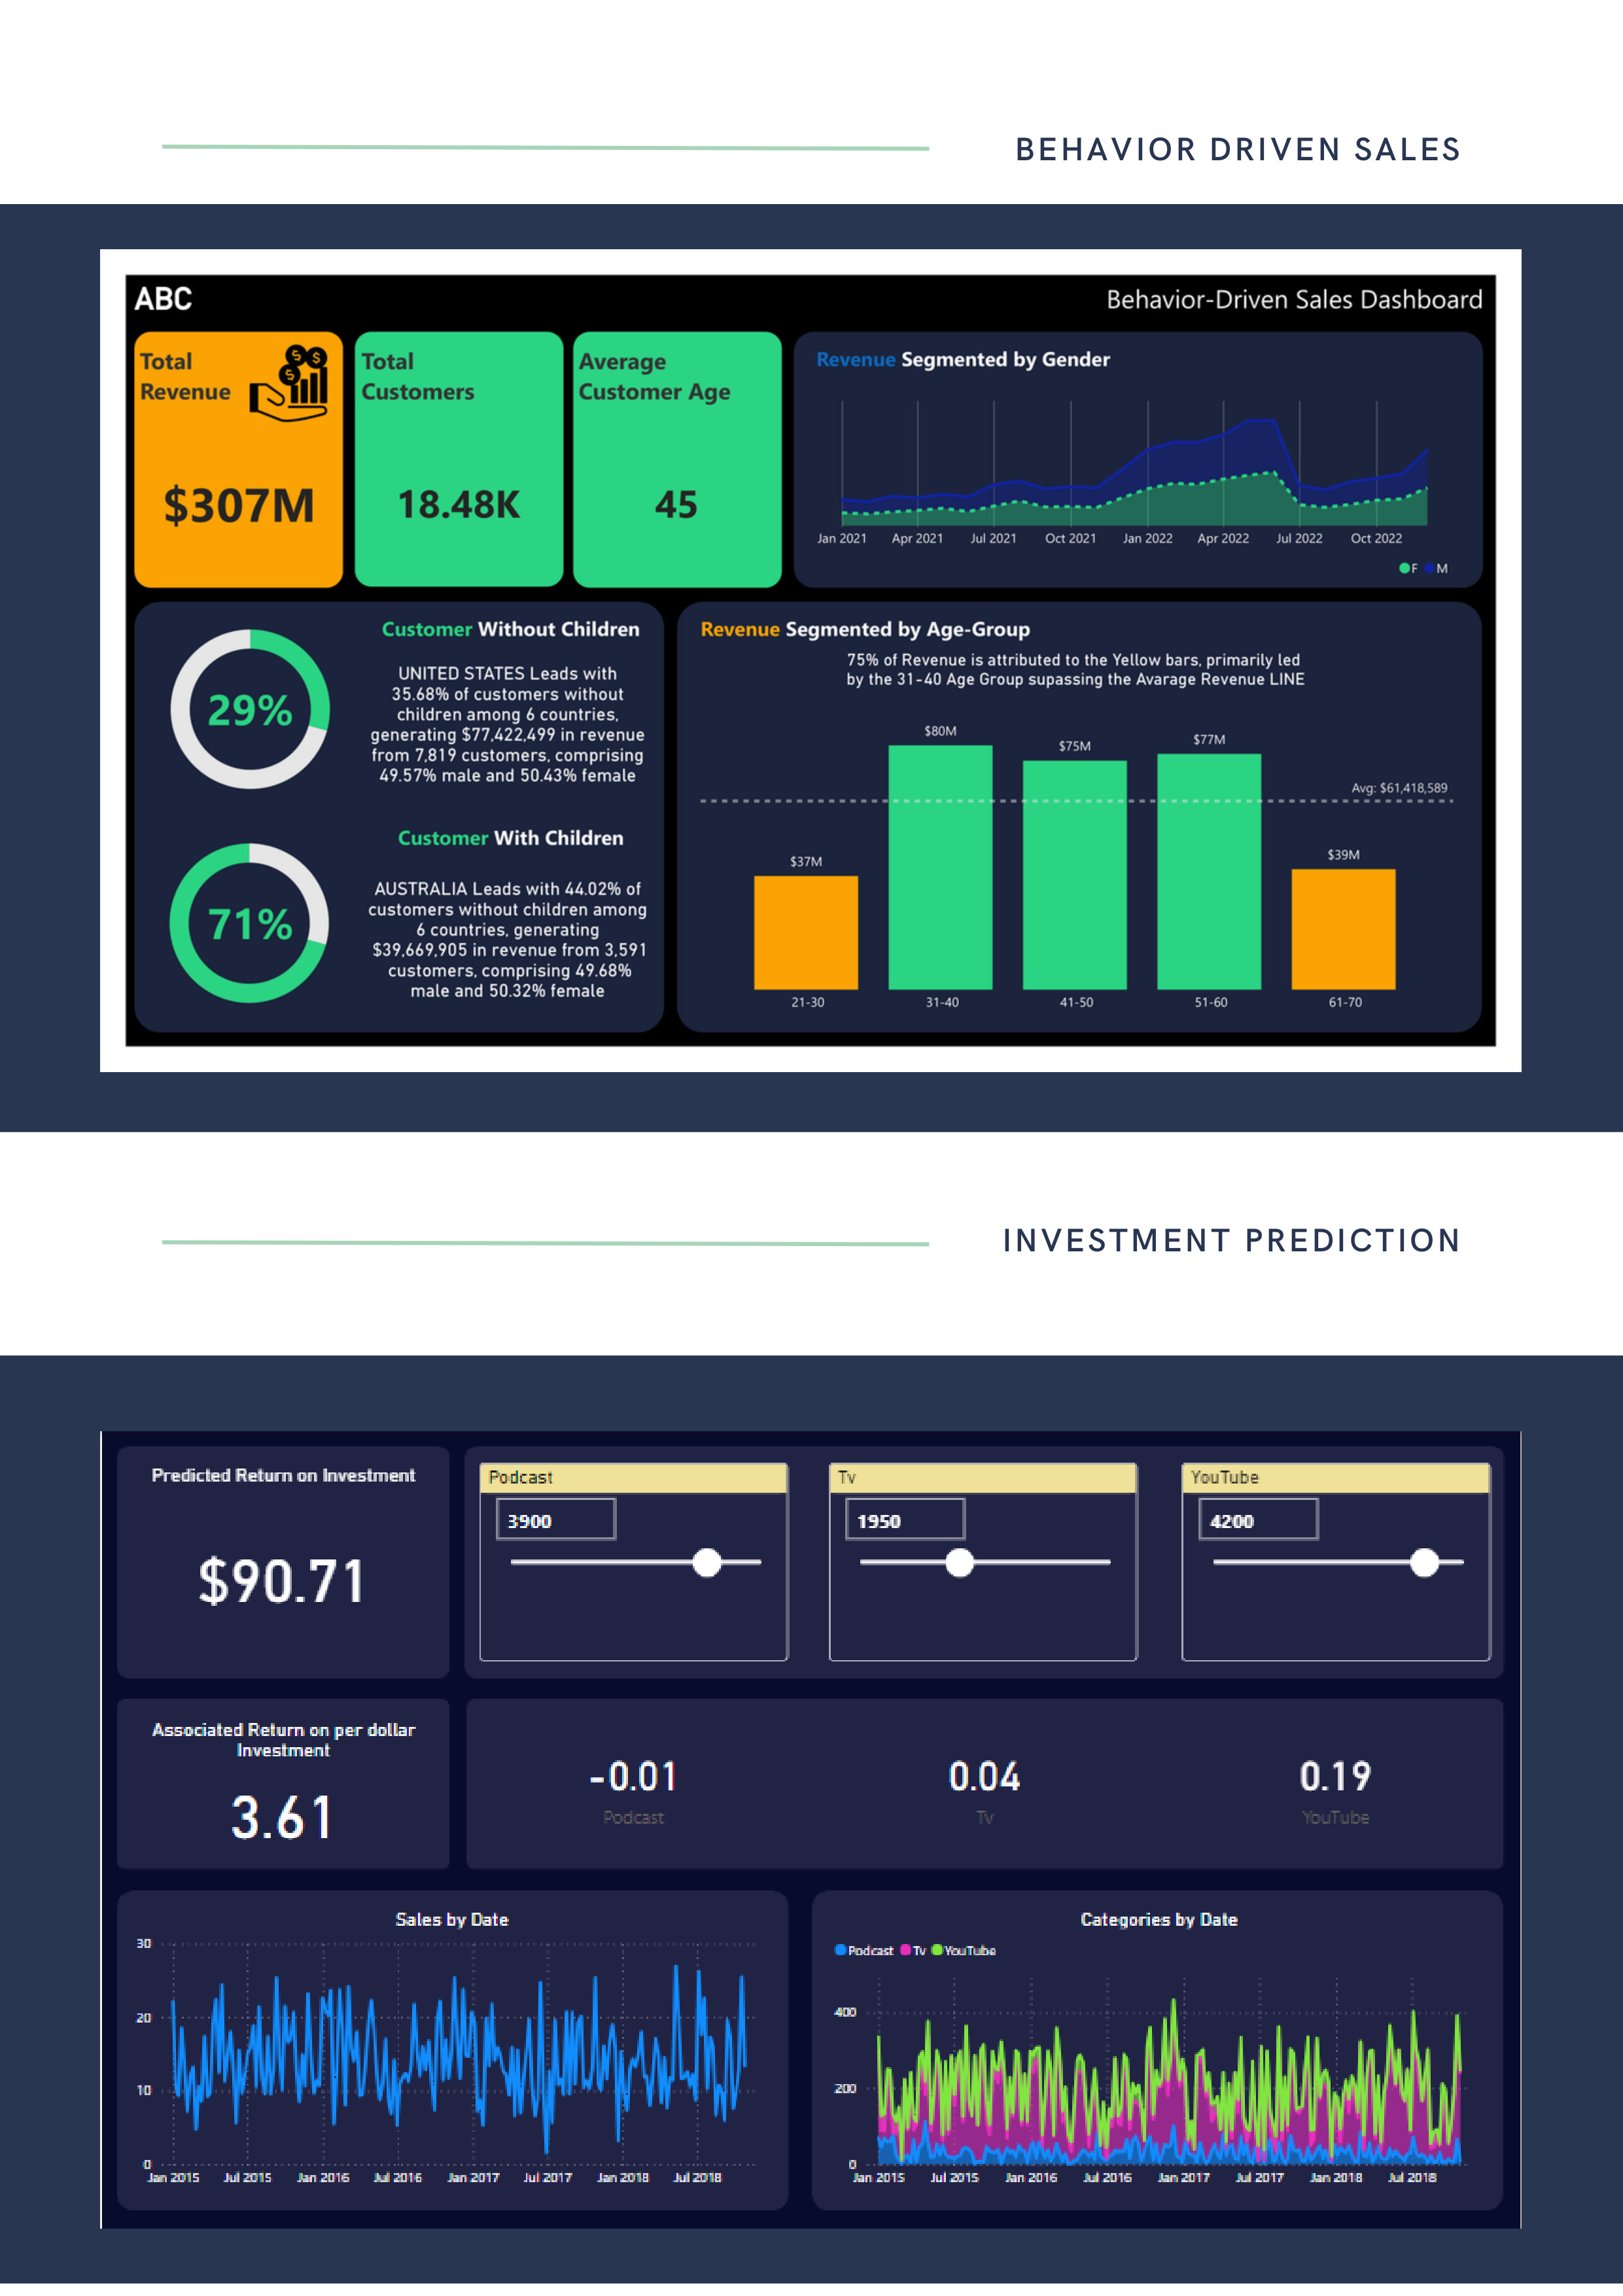 BEHAVIOR DRIVEN SALES
ABC
Behavior-Driven Sales Dashboard
Total
Revenue
$307M
Total
Customers
18.48K
Average
Customer Age
45
Revenue Segmented by Gender
Jan 2021 Apr 2021 Jul 2021 Oct 2021 Jan 2022 Apr 2022 Jul 2022 Oct 2022
F M
29%
Customer Without Children
UNITED STATES Leads with
35.68% of customers without
children among 6 countries,
generating $77,422,499 in revenue
from 7,819 customers, comprising
49.57% male and 50.43% female
71%
Customer With Children
AUSTRALIA Leads with 44.02% of
customers without children among
6 countries, generating
$39,669,905 in revenue from 3,591
customers, comprising 49.68%
male and 50.32% female
Revenue Segmented by Age-Group
75% of Revenue is attributed to the Yellow bars, primarily led
by the 31-40 Age Group supassing the Avarage Revenue LINE
$80M
$75M
$77M
Avg: $61,418,589
$37M
$39M
21-30 31-40 41-50 51-60 61-70
INVESTMENT PREDICTION
Predicted Return on Investment
$90.71
Podcast
3900
Tv
1950
YouTube
4200
Associated Return on per dollar
Investment
3.61
-0.01
Podcast
0.04
Tv
0.19
YouTube
Sales by Date
30
20
10
0
Jan 2015 Jul 2015 Jan 2016 Jul 2016 Jan 2017 Jul 2017 Jan 2018 Jul 2018
Categories by Date
Podcast Tv YouTube
400
200
0
Jan 2015 Jul 2015 Jan 2016 Jul 2016 Jan 2017 Jul 2017 Jan 2018 Jul 2018